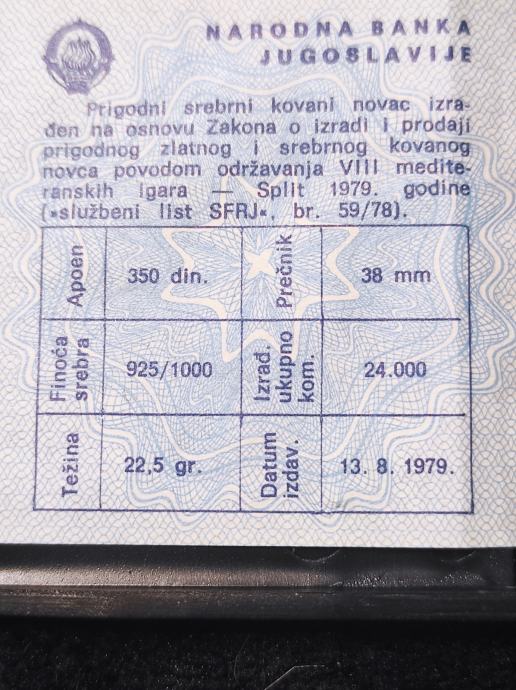 NARODNA BANKA
JUGOSLAVIJE
Prigodni srebrni kovani novac izra-
đen na osnovu Zakona o izradi i prodaji
prigodnog zlatnog i srebrnog kovanog
novca povodom održavanja VIII medite-
ranskih igara — Split 1979. godine
(»službeni list SFRJ«, br. 59/78).
Apoen
350 din.
Prečnik
38 mm
Finoća
srebra
925/1000
Izrađ.
ukupno
kom.
24.000
Težina
22,5 gr.
Datum
izdav.
13. 8. 1979.